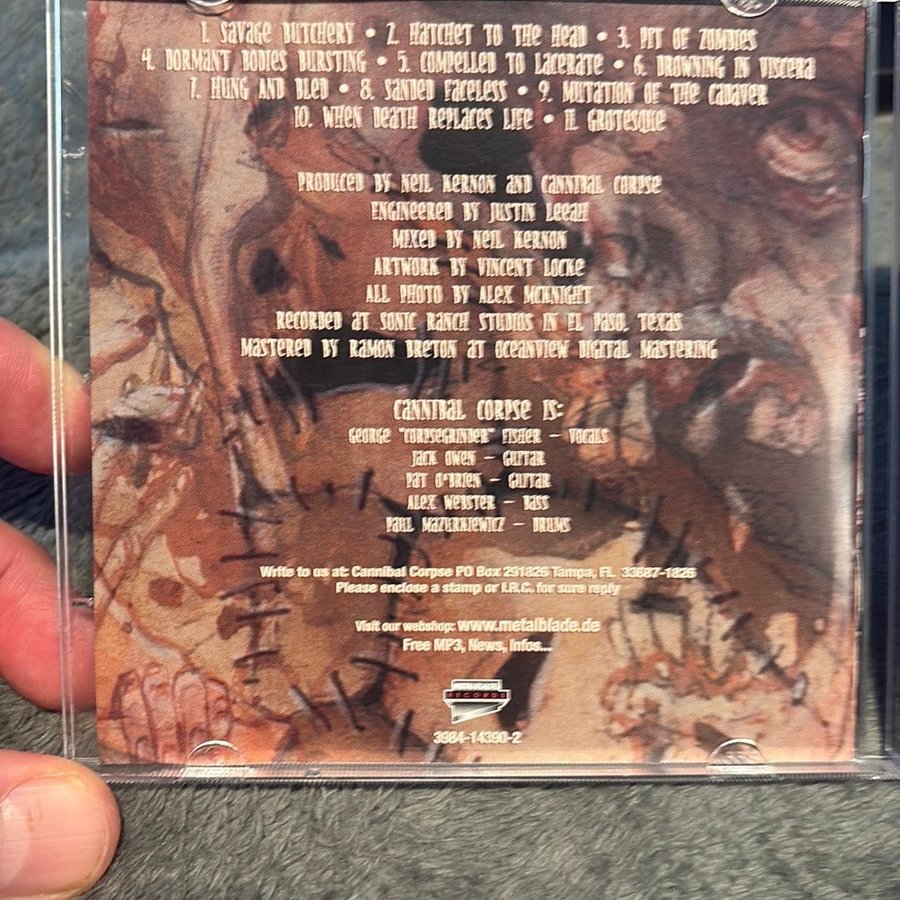 1. SAVAGE BUTCHERY • 2. HATCHET TO THE HEAD • 3. PIT OF ZOMBIES
4. DORMANT BODIES BURSTING • 5. COMPELLED TO LACERATE • 6. DROWNING IN VISCERA
7. HUNG AND BLED • 8. SANDED FACELESS • 9. MUTATION OF THE CADAVER
10. WHEN DEATH REPLACES LIFE • 11. GROTESQUE
PRODUCED BY NEIL KERNON AND CANNIBAL CORPSE
ENGINEERED BY JUSTIN LEEAH
MIXED BY NEIL KERNON
ARTWORK BY VINCENT LOCKE
ALL PHOTO BY ALEX MCKNIGHT
RECORDED AT SONIC RANCH STUDIOS IN EL PASO, TEXAS
MASTERED BY RAMON BRETON AT OCEANVIEW DIGITAL MASTERING
CANNIBAL CORPSE IS:
GEORGE "CORPSEGRINDER" FISHER – VOCALS
JACK OWEN – GUITAR
PAT O'BRIEN – GUITAR
ALEX WEBSTER – BASS
PAUL MAZURKIEWICZ – DRUMS
Write to us at: Cannibal Corpse PO Box 291826 Tampa, FL 33687-1826
Please enclose a stamp or I.R.C. for sure reply
Visit our webshop: www.metalblade.de
Free MP3, News, Infos...
METAL BLADE
RECORDS
3984-14390-2